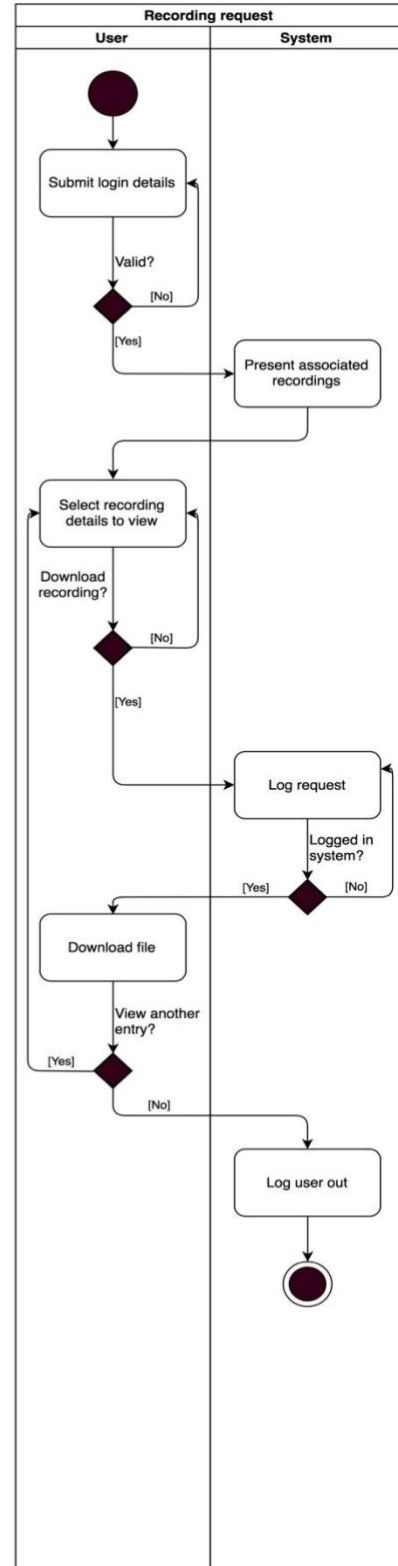 Recording request
User
System
Submit login details
Valid?
[No]
[Yes]
Present associated
recordings
Select recording
details to view
Download
recording?
[No]
[Yes]
Log request
Logged in
system?
[Yes]
[No]
Download file
View another
entry?
[Yes]
[No]
Log user out